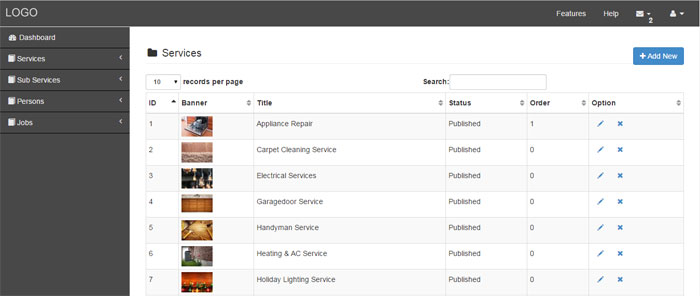 LOGO Features Help 2
Dashboard
Services
Sub Services
Persons
Jobs
Services + Add New
10 records per page Search:
ID Banner Title Status Order Option
1 Appliance Repair Published 1
2 Carpet Cleaning Service Published 0
3 Electrical Services Published 0
4 Garagedoor Service Published 0
5 Handyman Service Published 0
6 Heating & AC Service Published 0
7 Holiday Lighting Service Published 0